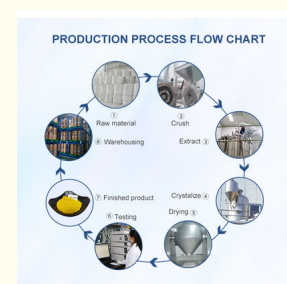 PRODUCTION PROCESS FLOW CHART
①
Raw material
②
Crush
Extract ③
Crystalize ④
Drying ⑤
⑥ Testing
⑦ Finished product
⑧ Warehousing